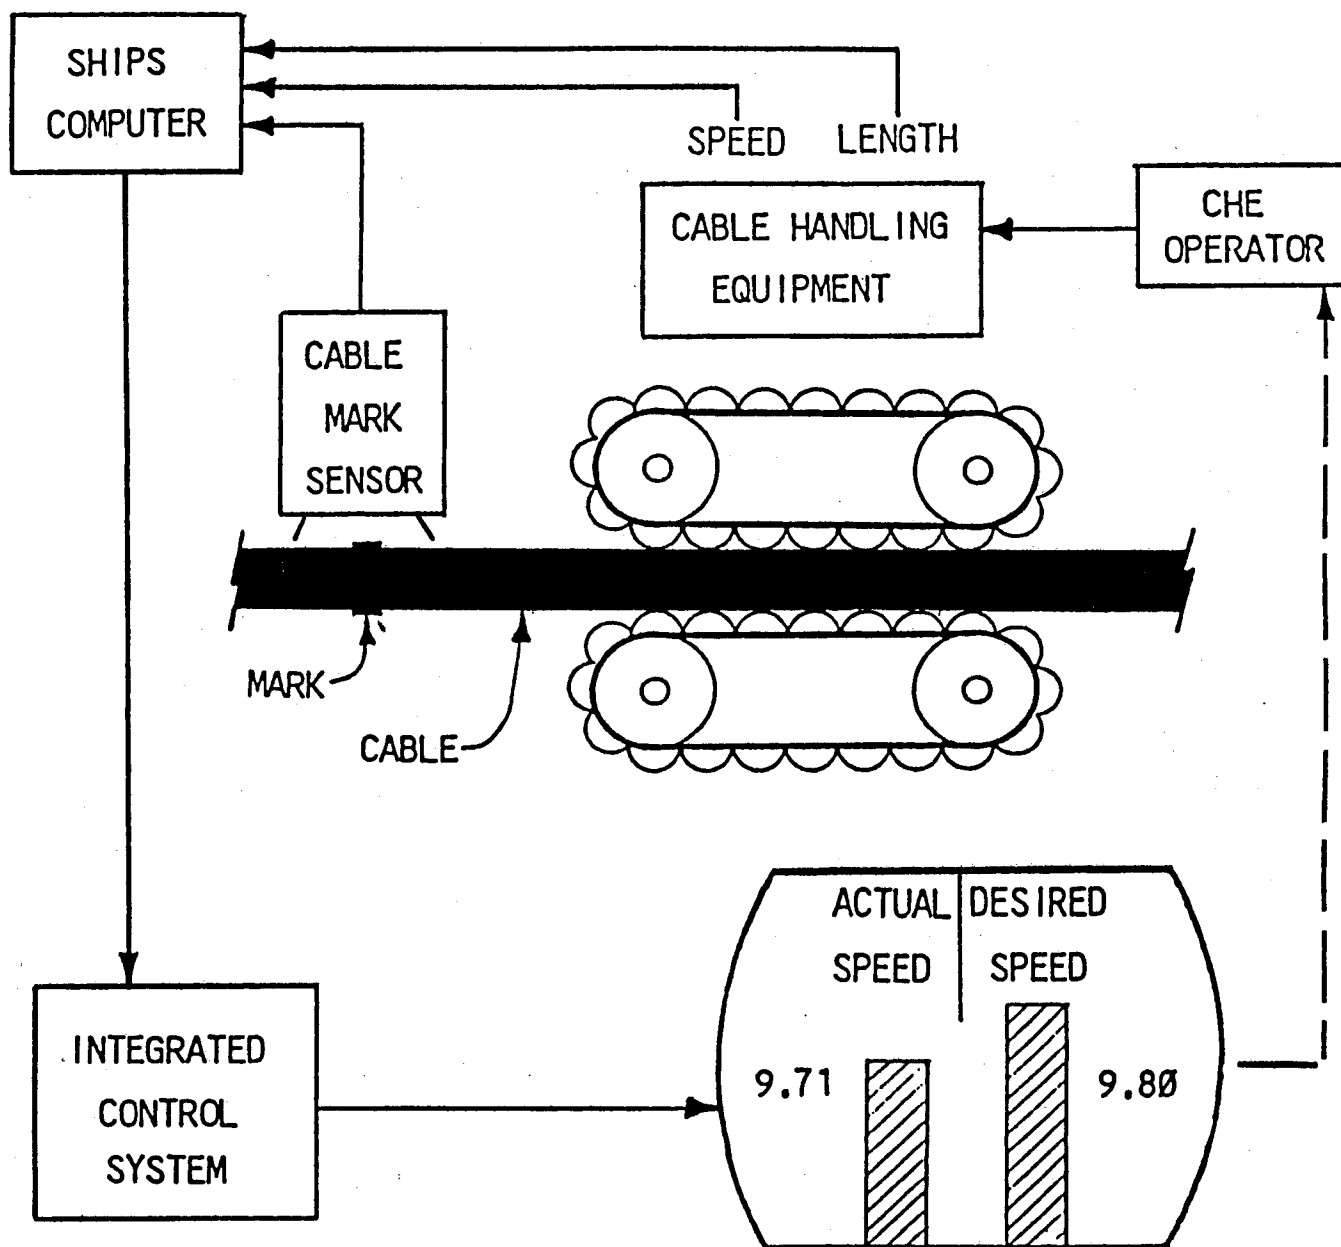 SHIPS
COMPUTER
SPEED LENGTH
CABLE HANDLING
EQUIPMENT
CHE
OPERATOR
CABLE
MARK
SENSOR
MARK
CABLE
ACTUAL DESIRED
SPEED SPEED
9.71 9.80
INTEGRATED
CONTROL
SYSTEM